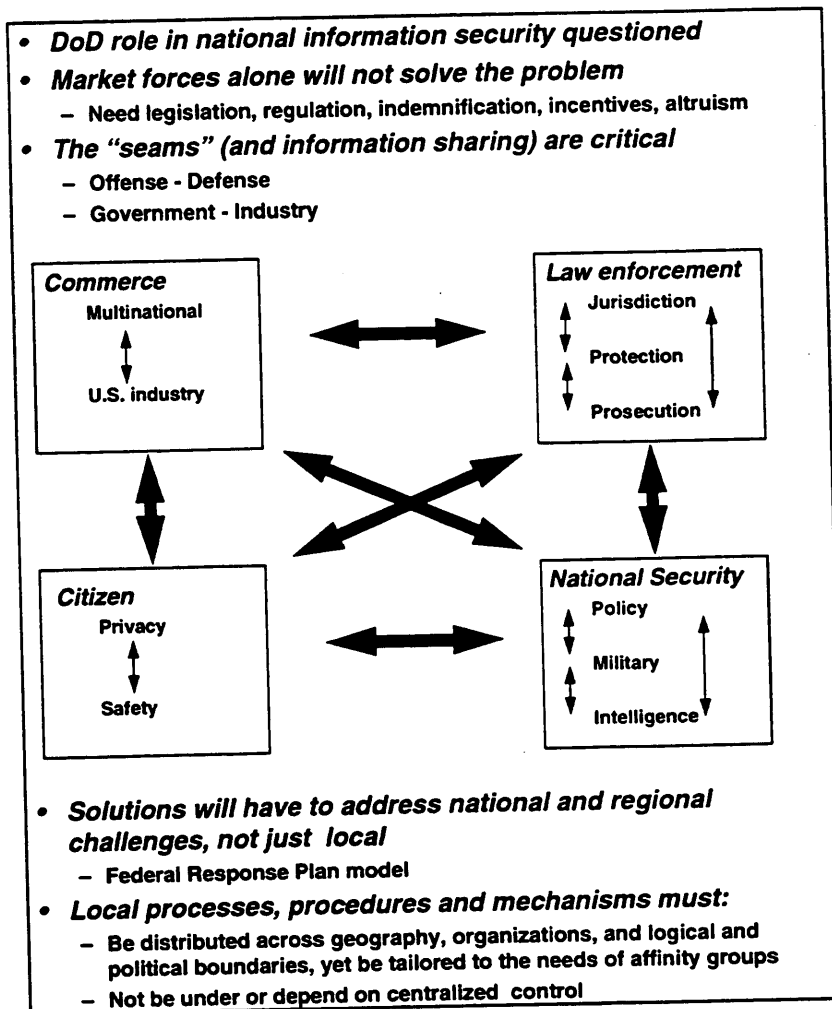 • DoD role in national information security questioned
• Market forces alone will not solve the problem
– Need legislation, regulation, indemnification, incentives, altruism
• The “seams” (and information sharing) are critical
– Offense - Defense
– Government - Industry
Commerce
Multinational
U.S. industry
Law enforcement
Jurisdiction
Protection
Prosecution
Citizen
Privacy
Safety
National Security
Policy
Military
Intelligence
• Solutions will have to address national and regional
challenges, not just local
– Federal Response Plan model
• Local processes, procedures and mechanisms must:
– Be distributed across geography, organizations, and logical and
political boundaries, yet be tailored to the needs of affinity groups
– Not be under or depend on centralized control